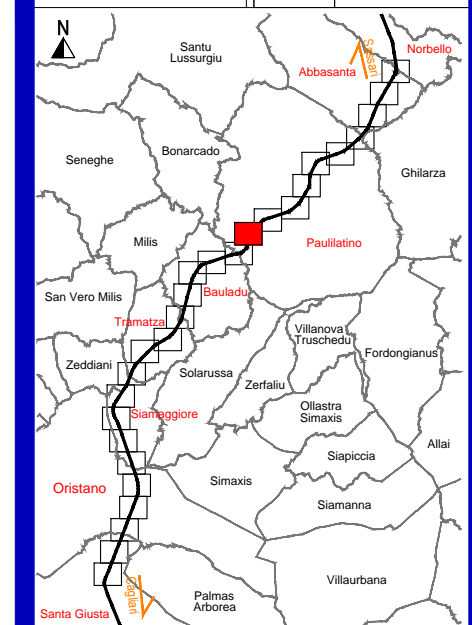 N
Santu
Lussurgiu
Sassari
Norbello
Abbasanta
Bonarcado
Seneghe
Ghilarza
Milis
Paulilatino
San Vero Milis
Bauladu
Tramatza
Villanova
Truschedu
Fordongianus
Zeddiani
Solarussa
Zerfaliu
Ollastra
Simaxis
Siamaggiore
Allai
Siapiccia
Simaxis
Oristano
Siamanna
Cagliari
Villaurbana
Palmas
Arborea
Santa Giusta